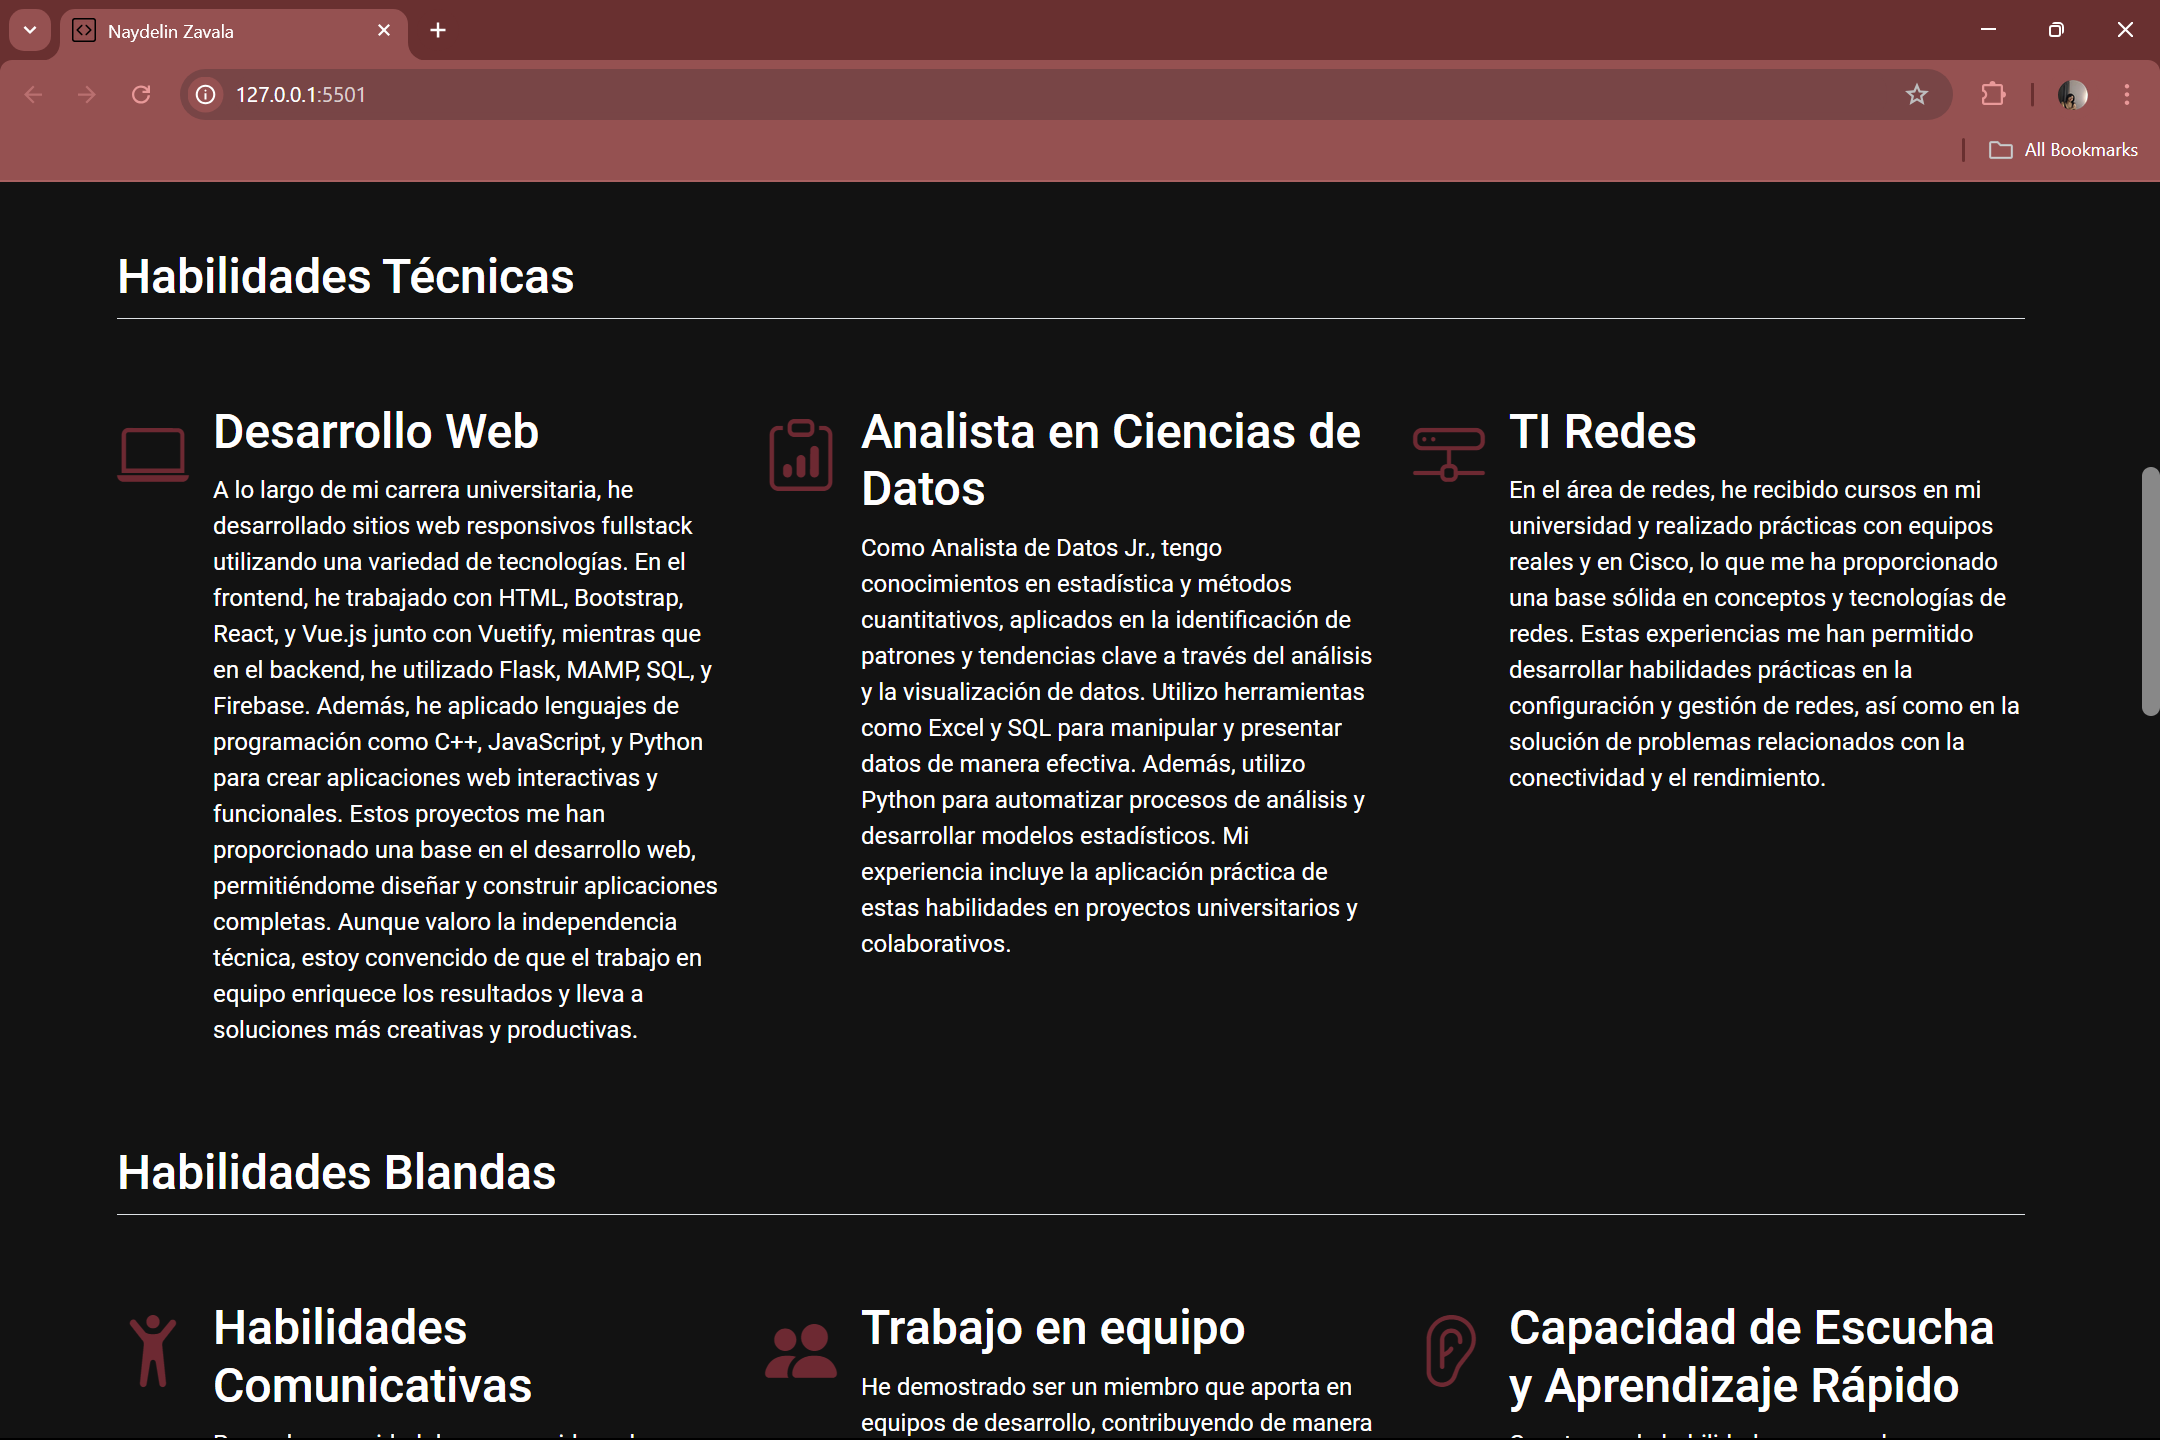 Naydelin Zavala
127.0.0.1:5501
All Bookmarks
Habilidades Técnicas
Desarrollo Web
A lo largo de mi carrera universitaria, he
desarrollado sitios web responsivos fullstack
utilizando una variedad de tecnologías. En el
frontend, he trabajado con HTML, Bootstrap,
React, y Vue.js junto con Vuetify, mientras que
en el backend, he utilizado Flask, MAMP, SQL, y
Firebase. Además, he aplicado lenguajes de
programación como C++, JavaScript, y Python
para crear aplicaciones web interactivas y
funcionales. Estos proyectos me han
proporcionado una base en el desarrollo web,
permitiéndome diseñar y construir aplicaciones
completas. Aunque valoro la independencia
técnica, estoy convencido de que el trabajo en
equipo enriquece los resultados y lleva a
soluciones más creativas y productivas.
Analista en Ciencias de
Datos
Como Analista de Datos Jr., tengo
conocimientos en estadística y métodos
cuantitativos, aplicados en la identificación de
patrones y tendencias clave a través del análisis
y la visualización de datos. Utilizo herramientas
como Excel y SQL para manipular y presentar
datos de manera efectiva. Además, utilizo
Python para automatizar procesos de análisis y
desarrollar modelos estadísticos. Mi
experiencia incluye la aplicación práctica de
estas habilidades en proyectos universitarios y
colaborativos.
TI Redes
En el área de redes, he recibido cursos en mi
universidad y realizado prácticas con equipos
reales y en Cisco, lo que me ha proporcionado
una base sólida en conceptos y tecnologías de
redes. Estas experiencias me han permitido
desarrollar habilidades prácticas en la
configuración y gestión de redes, así como en la
solución de problemas relacionados con la
conectividad y el rendimiento.
Habilidades Blandas
Habilidades
Comunicativas
Trabajo en equipo
He demostrado ser un miembro que aporta en
equipos de desarrollo, contribuyendo de manera
Capacidad de Escucha
y Aprendizaje Rápido